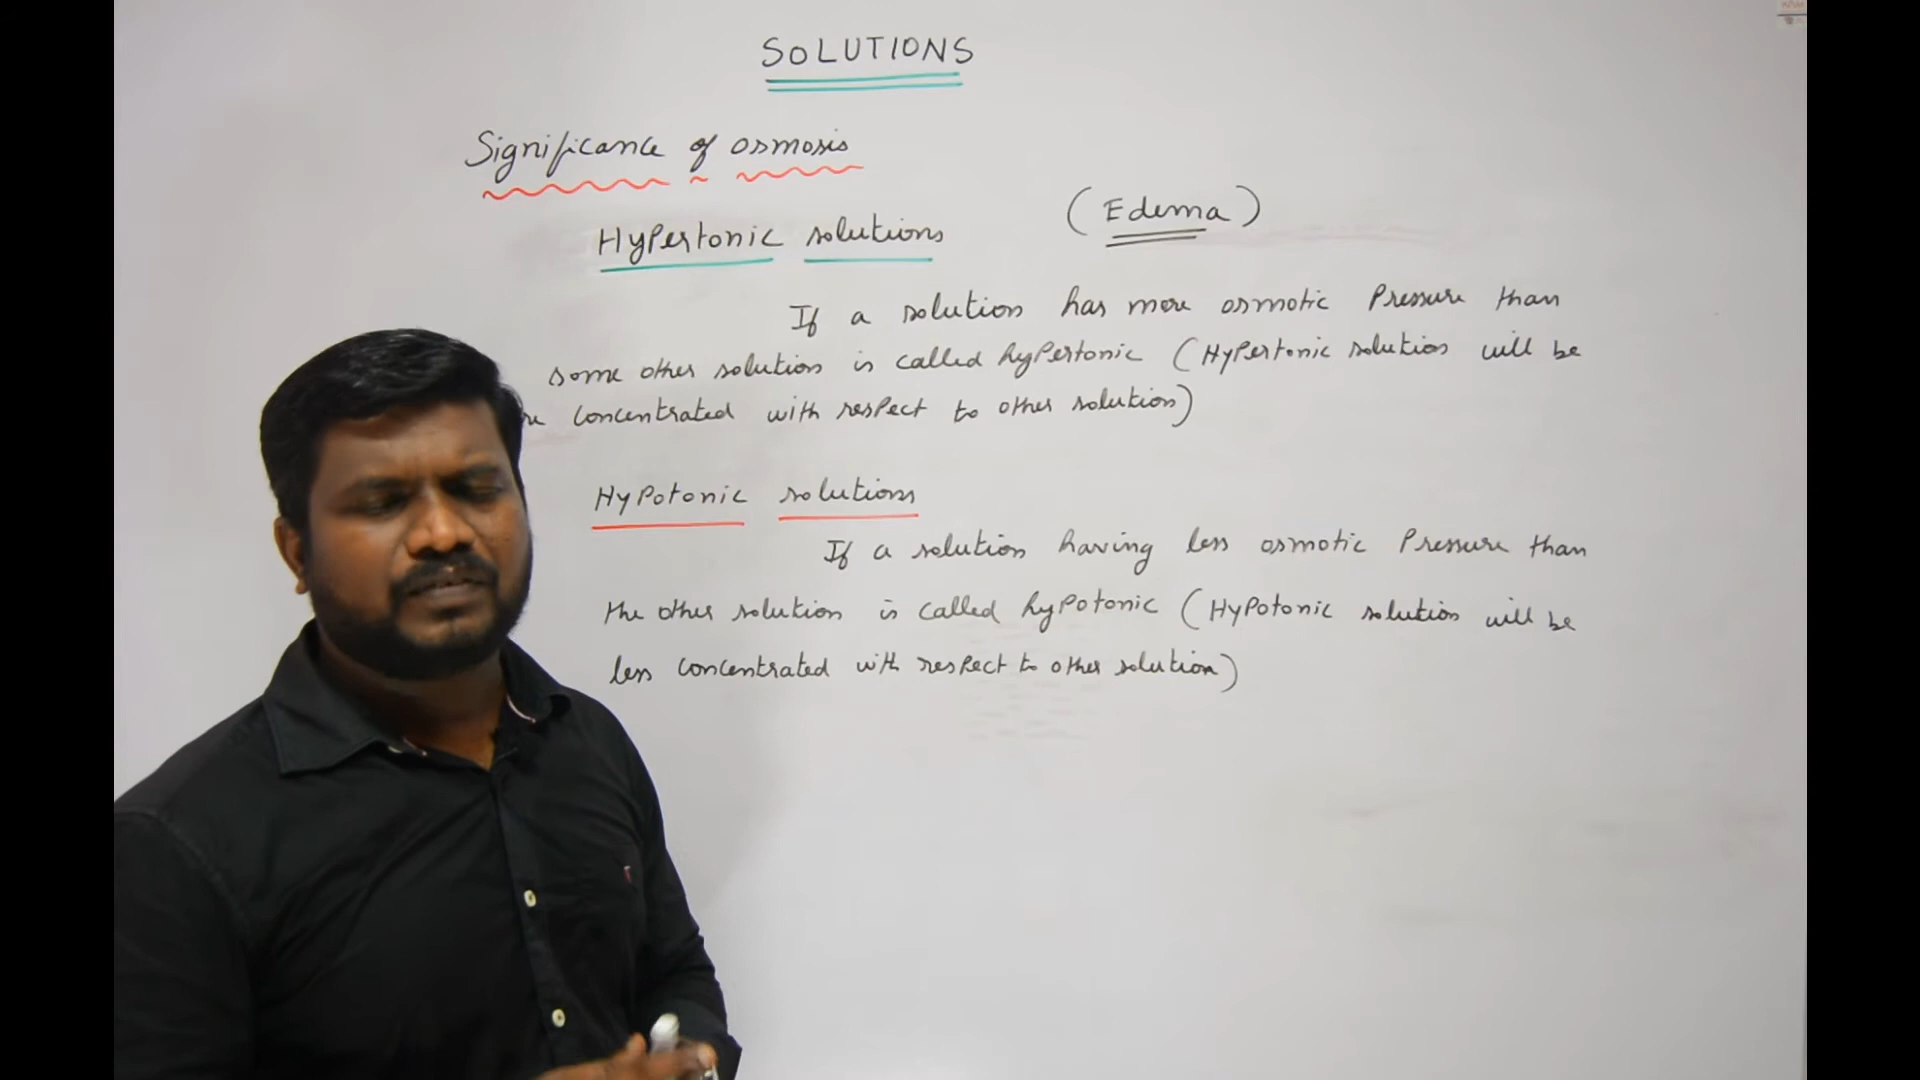 SOLUTIONS
Significance of osmosis
(Edema)
Hypertonic solutions
If a solution has more osmotic Pressure than
some other solution is called hypertonic (Hypertonic solution will be
concentrated with respect to other solution)
Hypotonic solutions
If a solution having less osmotic Pressure than
the other solution is called hypotonic (Hypotonic solution will be
less concentrated with respect to other solution)